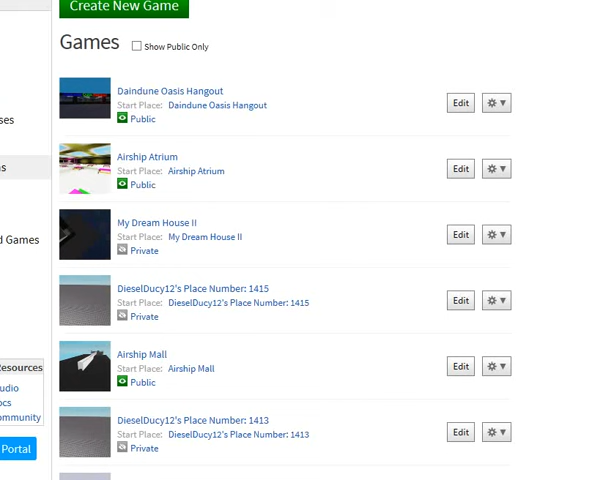 Create New Game
Games
Show Public Only
Daindune Oasis Hangout
Start Place: Daindune Oasis Hangout
Public
Edit
Airship Atrium
Start Place: Airship Atrium
Public
Edit
My Dream House II
Start Place: My Dream House II
Private
Edit
DieselDucy12's Place Number: 1415
Start Place: DieselDucy12's Place Number: 1415
Private
Edit
Airship Mall
Start Place: Airship Mall
Public
Edit
DieselDucy12's Place Number: 1413
Start Place: DieselDucy12's Place Number: 1413
Private
Edit
ses
s
d Games
Resources
udio
ocs
ommunity
Portal